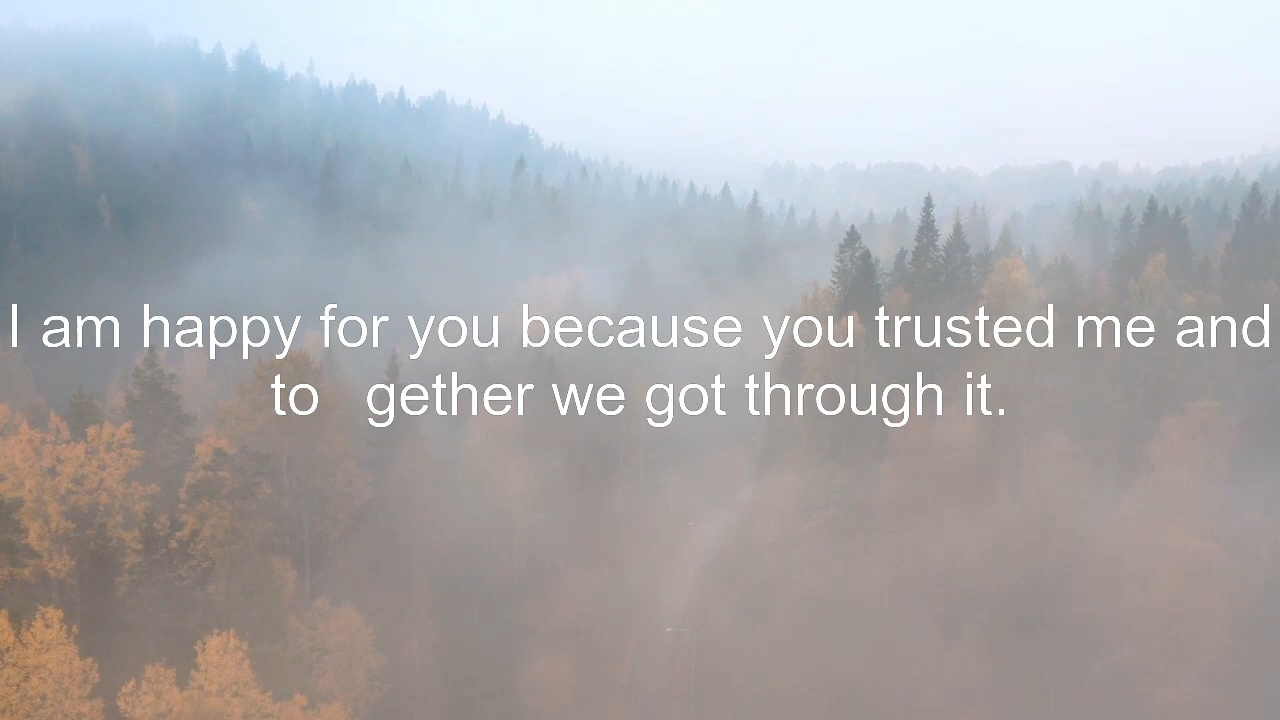 I am happy for you because you trusted me and
to   gether we got through it.